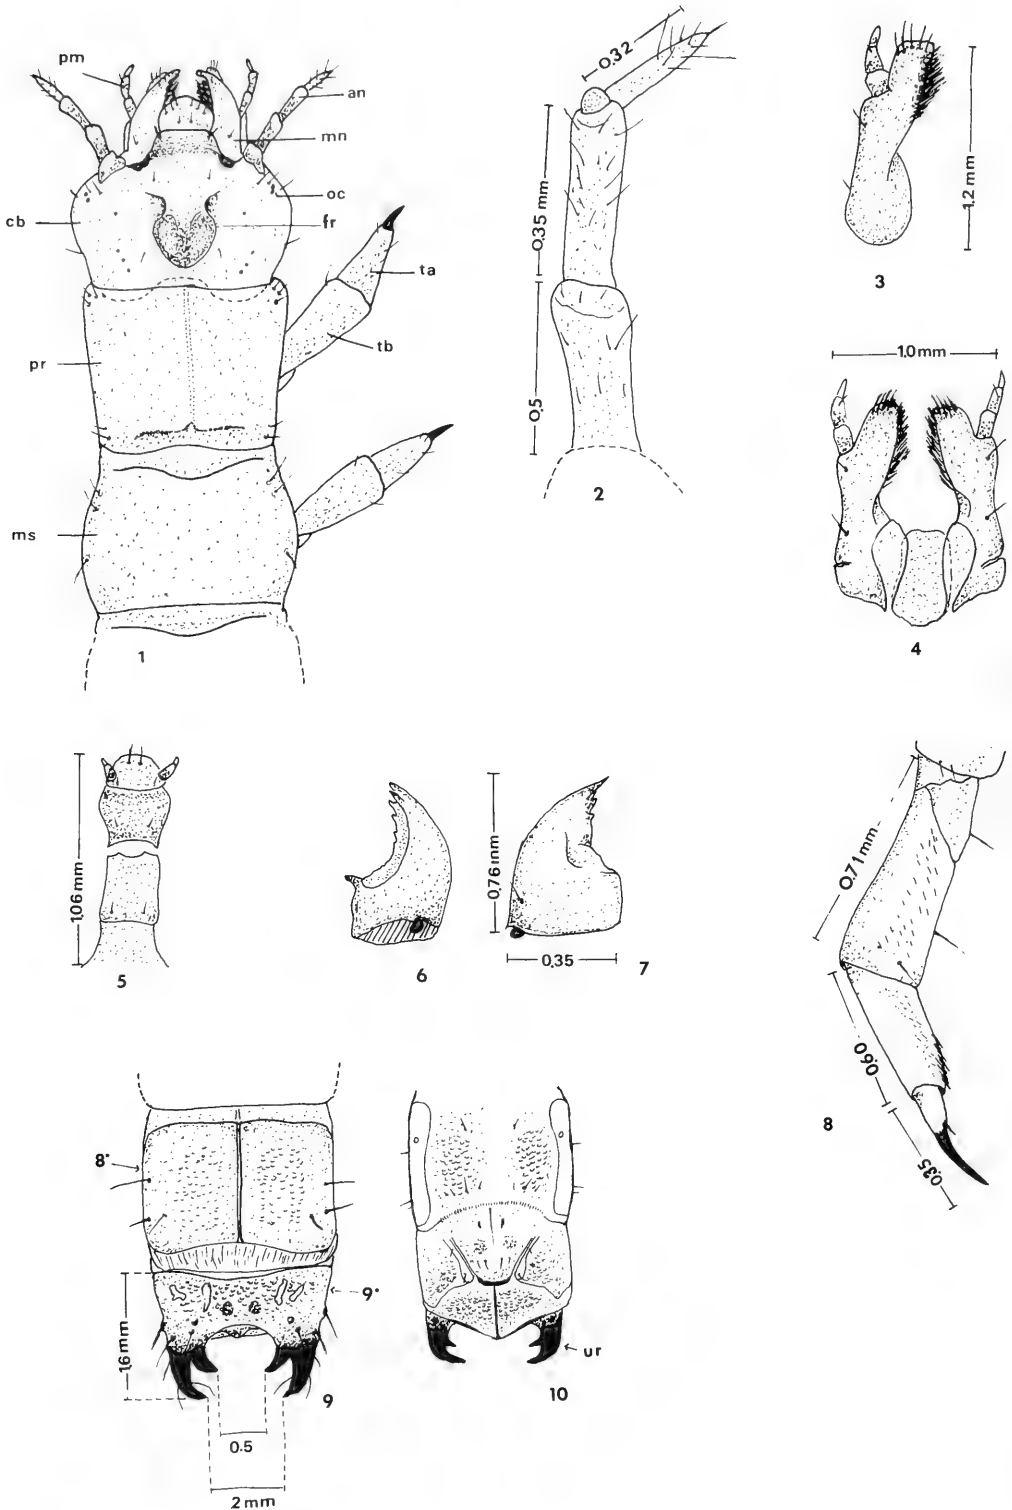 pm
an
mn
oc
cb
fr
ta
tb
pr
ms
1
0,32
0,35 mm
0,5
2
1.2 mm
3
1.0 mm
4
1,06 mm
5
6
0,76 mm
0,35
7
0.71 mm
0.60
0.35
8
8°
9°
1.6 mm
9
0.5
2 mm
ur
10